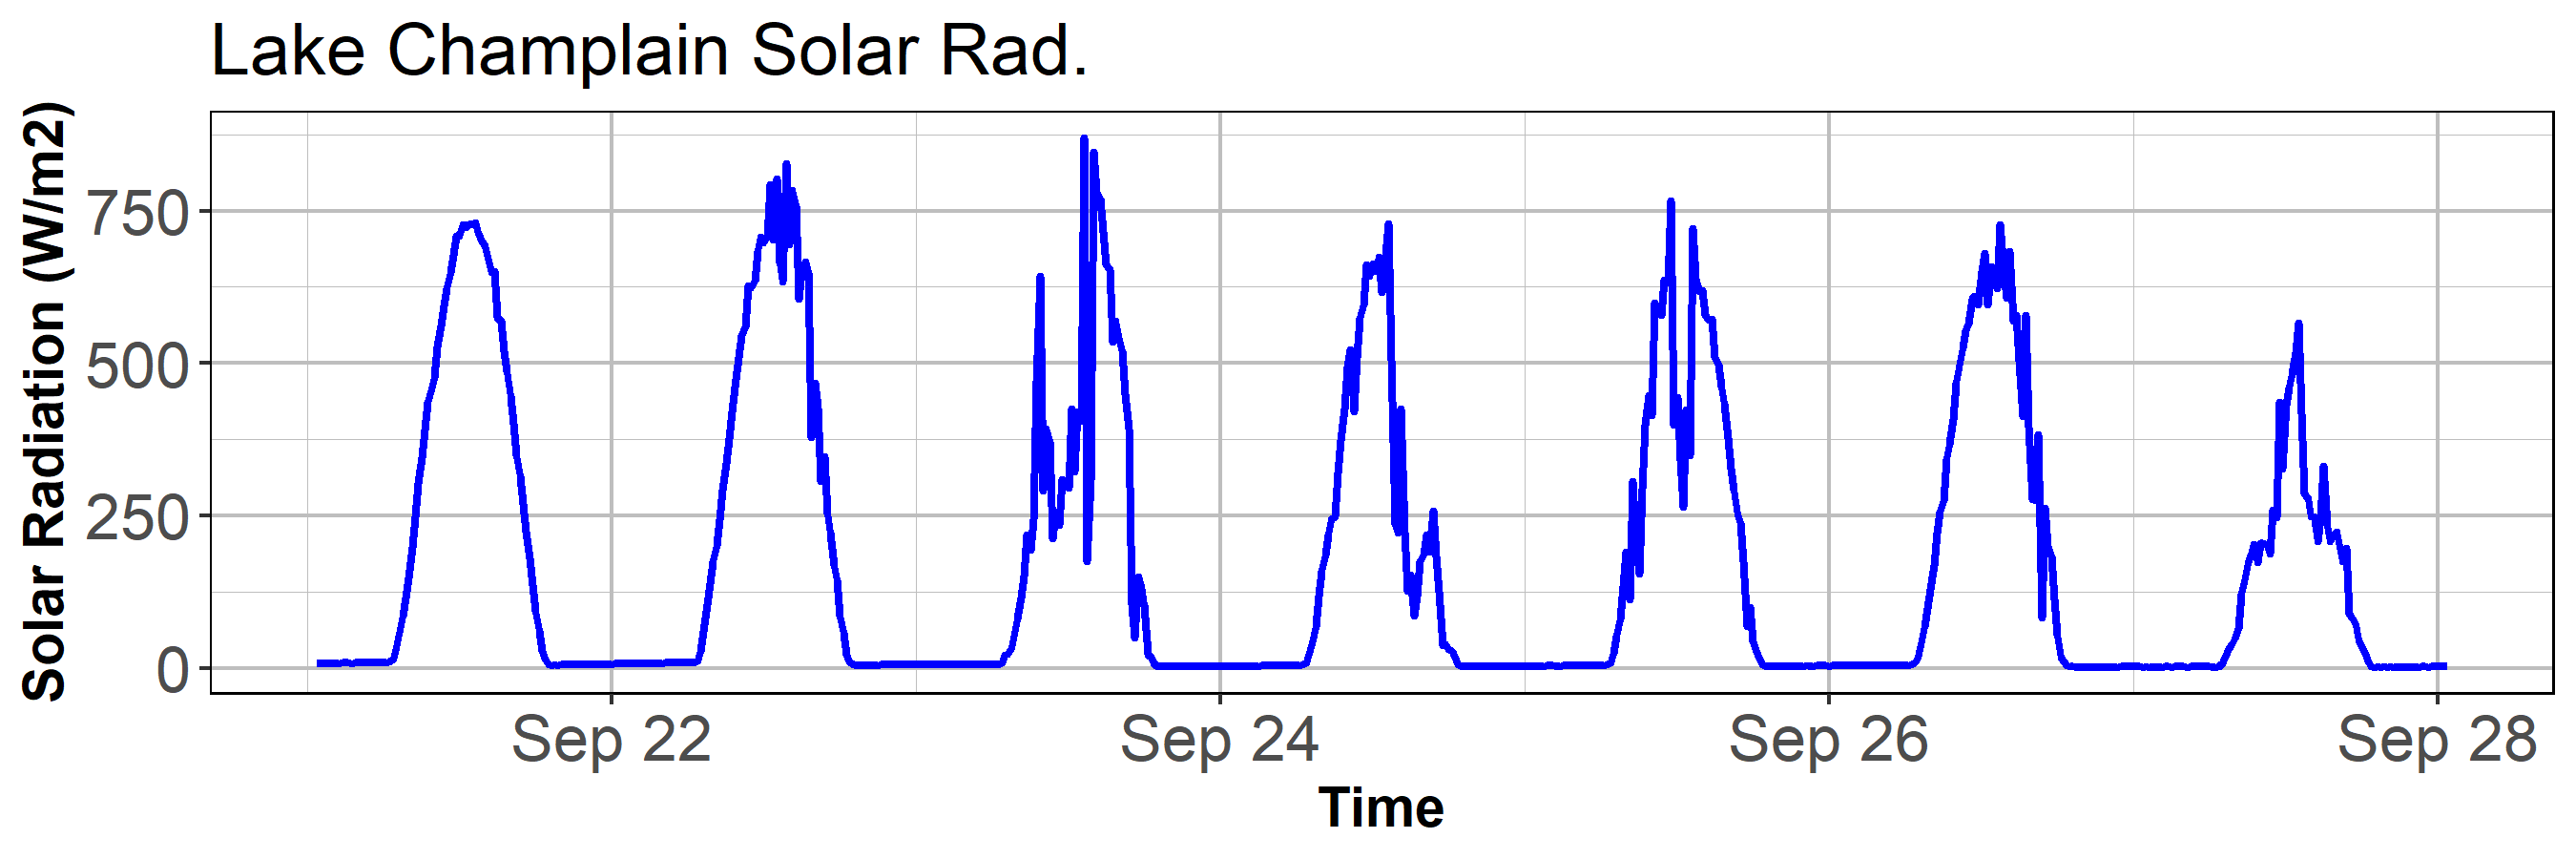 Lake Champlain Solar Rad.
Solar Radiation (W/m2)
750
500
250
0
Sep 22
Sep 24
Sep 26
Sep 28
Time